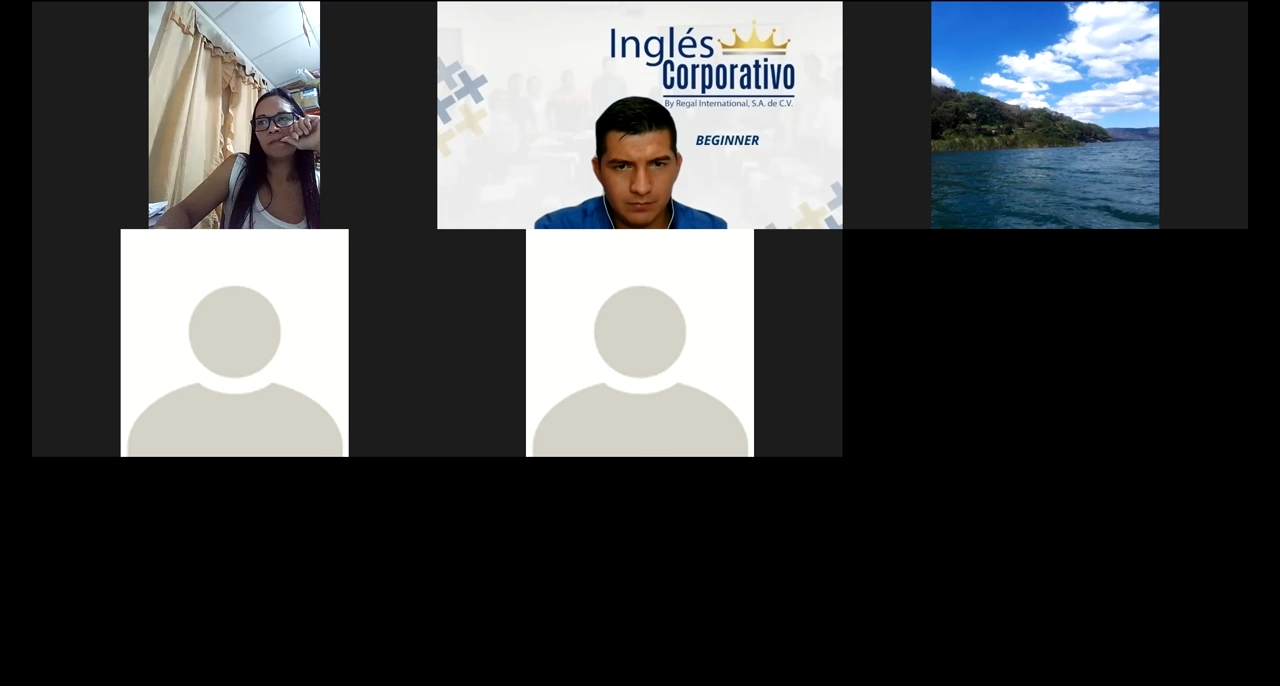 Inglés
Corporativo
By Regal International, S.A. de C.V.
BEGINNER